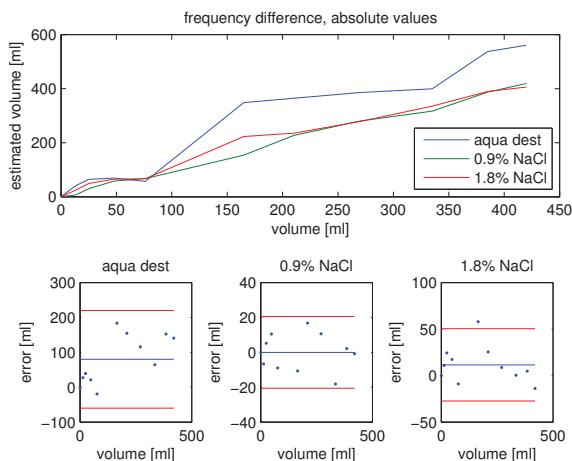 frequency difference, absolute values
600
400
200
0
estimated volume [ml]
aqua dest
0.9% NaCl
1.8% NaCl
0 50 100 150 200 250 300 350 400 450
volume [ml]
aqua dest
300
200
100
0
−100
error [ml]
0 500
volume [ml]
0.9% NaCl
40
20
0
−20
−40
error [ml]
0 500
volume [ml]
1.8% NaCl
100
50
0
−50
error [ml]
0 500
volume [ml]